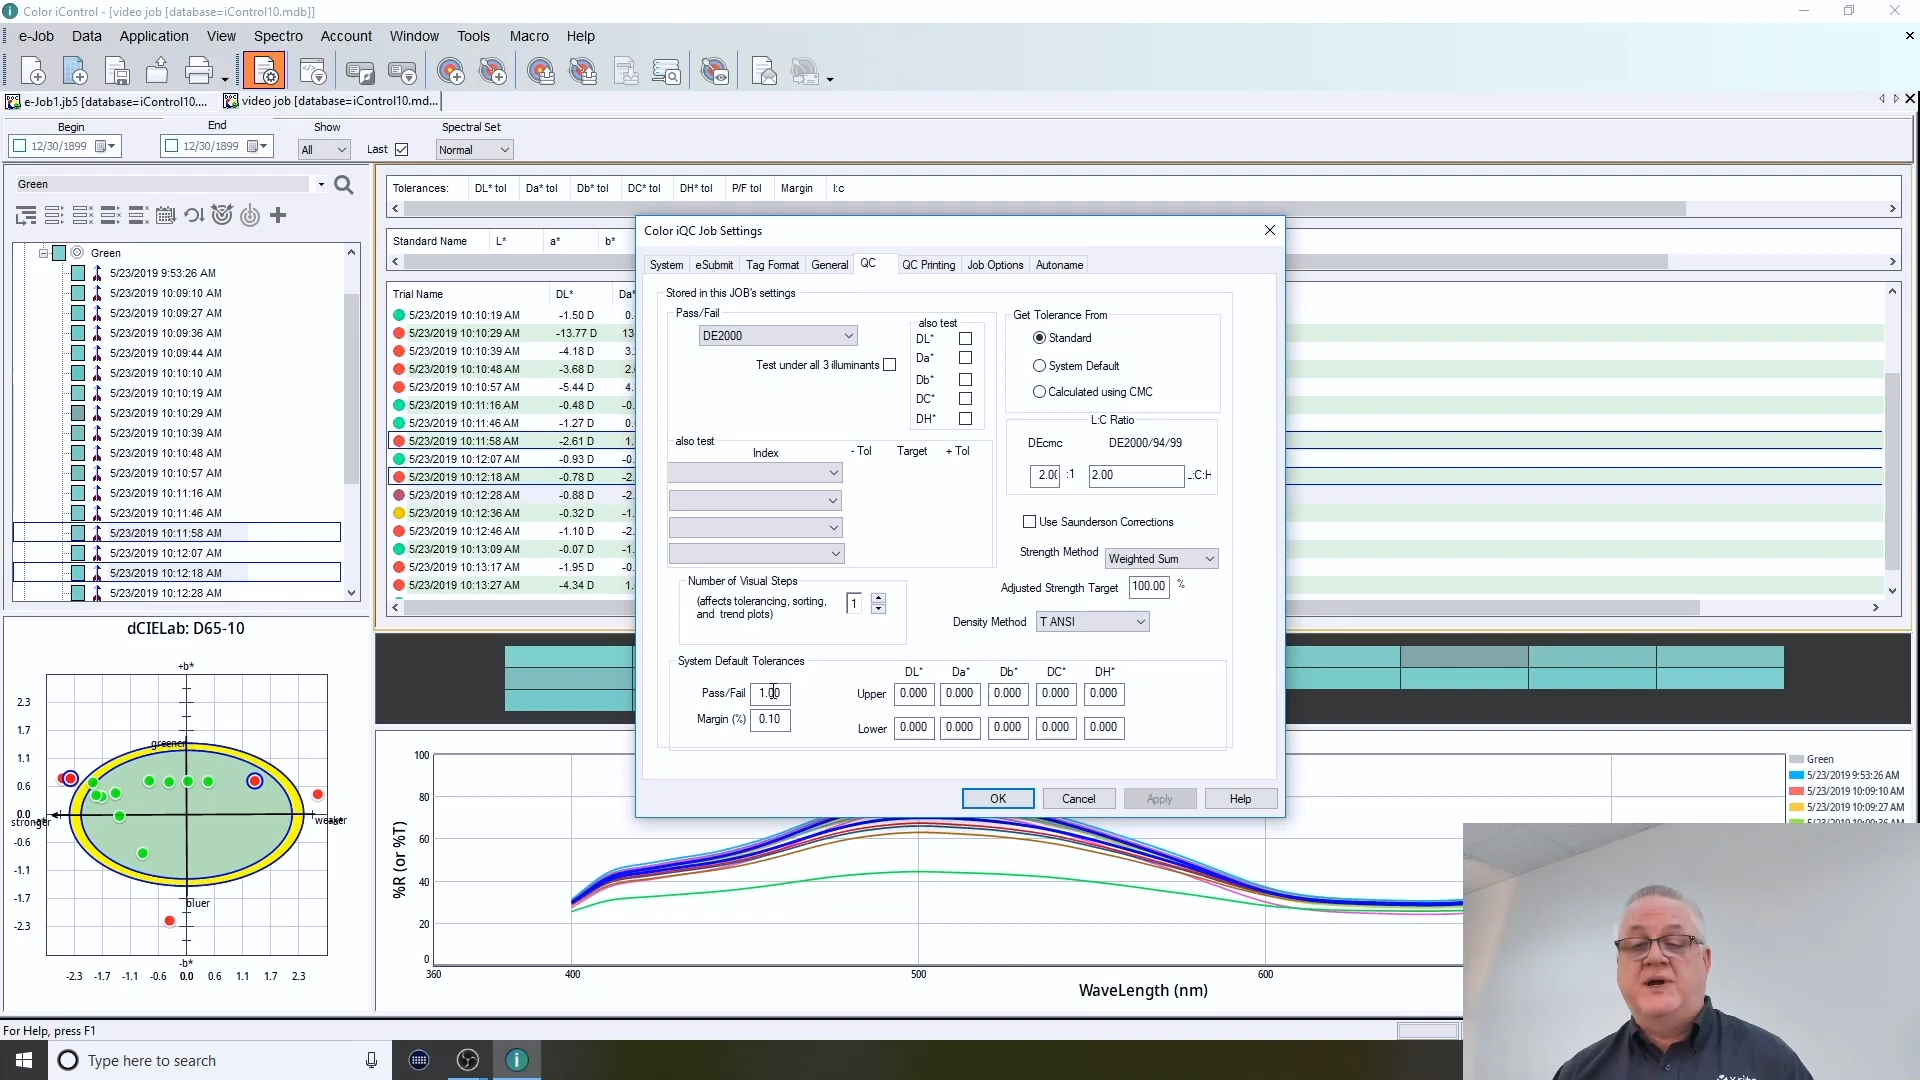 Color iControl - [video job [database=iControl10.mdb]]
e-Job Data Application View Spectro Account Window Tools Macro Help
e-Job1.jb5 [database=iControl10.... video job [database=iControl10.md...
Begin End Show Spectral Set
12/30/1899 12/30/1899 All Last Normal
Green
Green
5/23/2019 9:53:26 AM
5/23/2019 10:09:10 AM
5/23/2019 10:09:27 AM
5/23/2019 10:09:36 AM
5/23/2019 10:09:44 AM
5/23/2019 10:10:10 AM
5/23/2019 10:10:19 AM
5/23/2019 10:10:29 AM
5/23/2019 10:10:39 AM
5/23/2019 10:10:48 AM
5/23/2019 10:10:57 AM
5/23/2019 10:11:16 AM
5/23/2019 10:11:46 AM
5/23/2019 10:11:58 AM
5/23/2019 10:12:07 AM
5/23/2019 10:12:18 AM
5/23/2019 10:12:28 AM
Tolerances: DL* tol Da* tol Db* tol DC* tol DH* tol P/F tol Margin l:c
Standard Name L* a* b*
Trial Name DL* Da*
5/23/2019 10:10:19 AM -1.50 D 0.
5/23/2019 10:10:29 AM -13.77 D 13
5/23/2019 10:10:39 AM -4.18 D 3.
5/23/2019 10:10:48 AM -3.68 D 2.
5/23/2019 10:10:57 AM -5.44 D 4.
5/23/2019 10:11:16 AM -0.48 D -0.
5/23/2019 10:11:46 AM -1.27 D 0.
5/23/2019 10:11:58 AM -2.61 D 1.
5/23/2019 10:12:07 AM -0.93 D -0.
5/23/2019 10:12:18 AM -0.78 D -2.
5/23/2019 10:12:28 AM -0.88 D -2.
5/23/2019 10:12:36 AM -0.32 D -1.
5/23/2019 10:12:46 AM -1.10 D -2.
5/23/2019 10:13:09 AM -0.07 D -1.
5/23/2019 10:13:17 AM -1.95 D -0.
5/23/2019 10:13:27 AM -4.34 D 1.
Color iQC Job Settings
System eSubmit Tag Format General QC QC Printing Job Options Autoname
Stored in this JOB's settings
Pass/Fail
DE2000
Test under all 3 illuminants
also test
DL*
Da*
Db*
DC*
DH*
Get Tolerance From
Standard
System Default
Calculated using CMC
also test
Index - Tol Target + Tol
L:C Ratio
DEcmc DE2000/94/99
2.00 :1 2.00 L:C:H
Use Saunderson Corrections
Strength Method Weighted Sum
Adjusted Strength Target 100.00 %
Density Method T ANSI
Number of Visual Steps
(affects tolerancing, sorting,
and trend plots)
1
System Default Tolerances
DL* Da* Db* DC* DH*
Pass/Fail 1.00 Upper 0.000 0.000 0.000 0.000 0.000
Margin (%) 0.10 Lower 0.000 0.000 0.000 0.000 0.000
OK Cancel Apply Help
dCIELab: D65-10
+b*
2.3
1.7
1.1
0.6
0.0
-0.6
-1.1
-1.7
-2.3
greener
stronger
weaker
bluer
-b*
-2.3 -1.7 -1.1 -0.6 0.0 0.6 1.1 1.7 2.3
%R (or %T)
100
80
60
40
20
0
360 400 500 600
WaveLength (nm)
Green
5/23/2019 9:53:26 AM
5/23/2019 10:09:10 AM
5/23/2019 10:09:27 AM
5/23/2019 10:09:36 AM
For Help, press F1
Type here to search